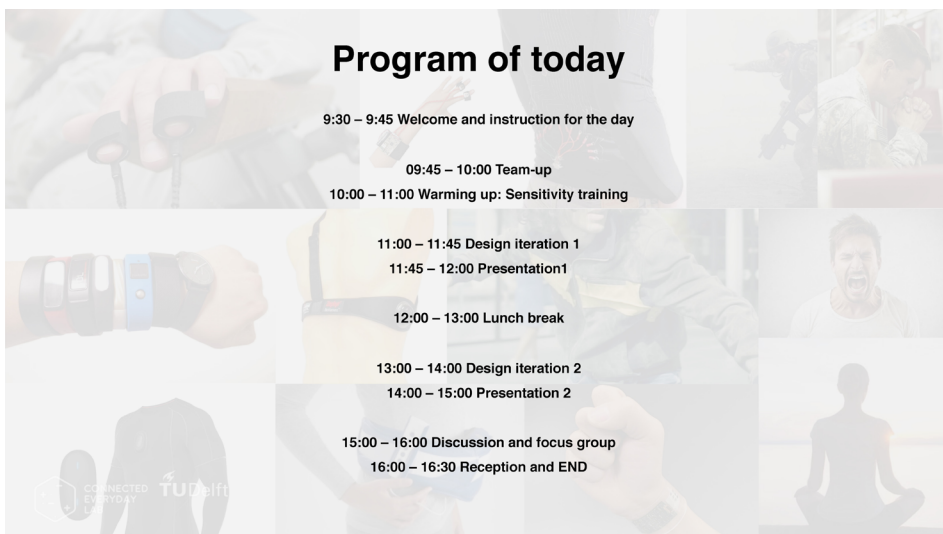 Program of today
9:30 – 9:45 Welcome and instruction for the day
09:45 – 10:00 Team-up
10:00 – 11:00 Warming up: Sensitivity training
11:00 – 11:45 Design iteration 1
11:45 – 12:00 Presentation1
12:00 – 13:00 Lunch break
13:00 – 14:00 Design iteration 2
14:00 – 15:00 Presentation 2
15:00 – 16:00 Discussion and focus group
16:00 – 16:30 Reception and END
CONNECTED
EVERYDAY
LAB
TUDelft